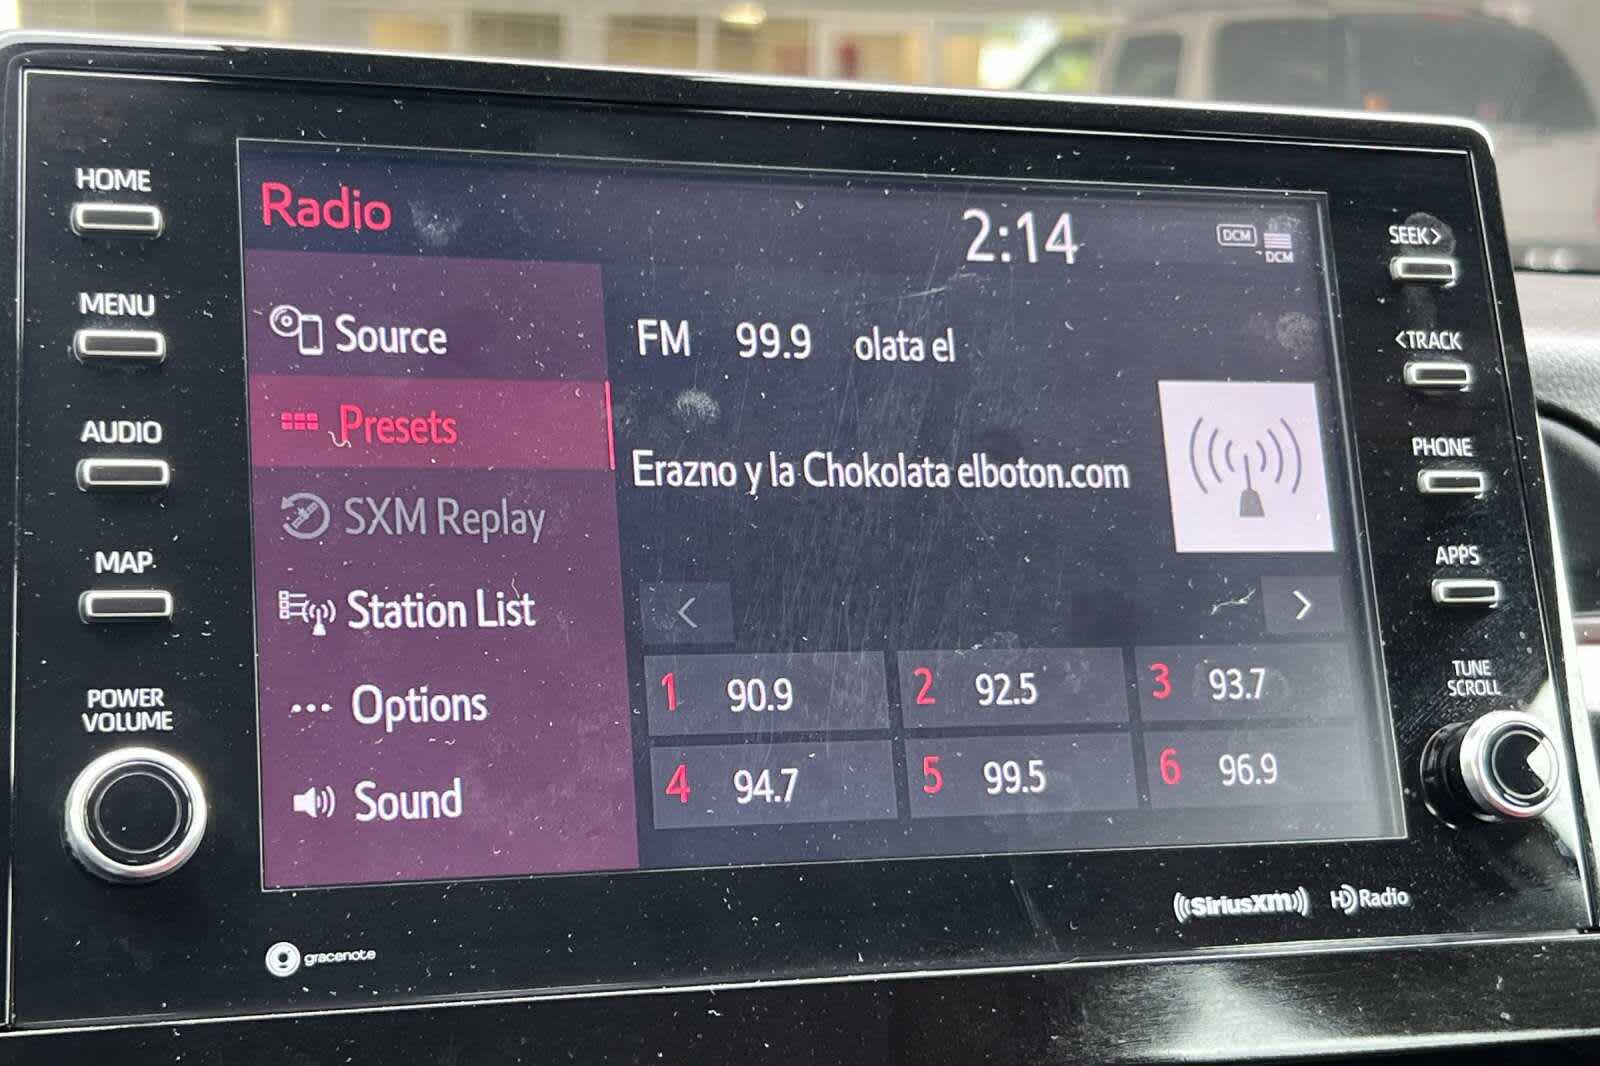 HOME
MENU
AUDIO
MAP
POWER
VOLUME
Radio
2:14
DCM
DCM
Source
Presets
SXM Replay
Station List
Options
Sound
FM 99.9 olata el
Erazno y la Chokolata elboton.com
<
>
1 90.9
2 92.5
3 93.7
4 94.7
5 99.5
6 96.9
SEEK>
<TRACK
PHONE
APPS
TUNE
SCROLL
gracenote
((SiriusXM))
HD Radio